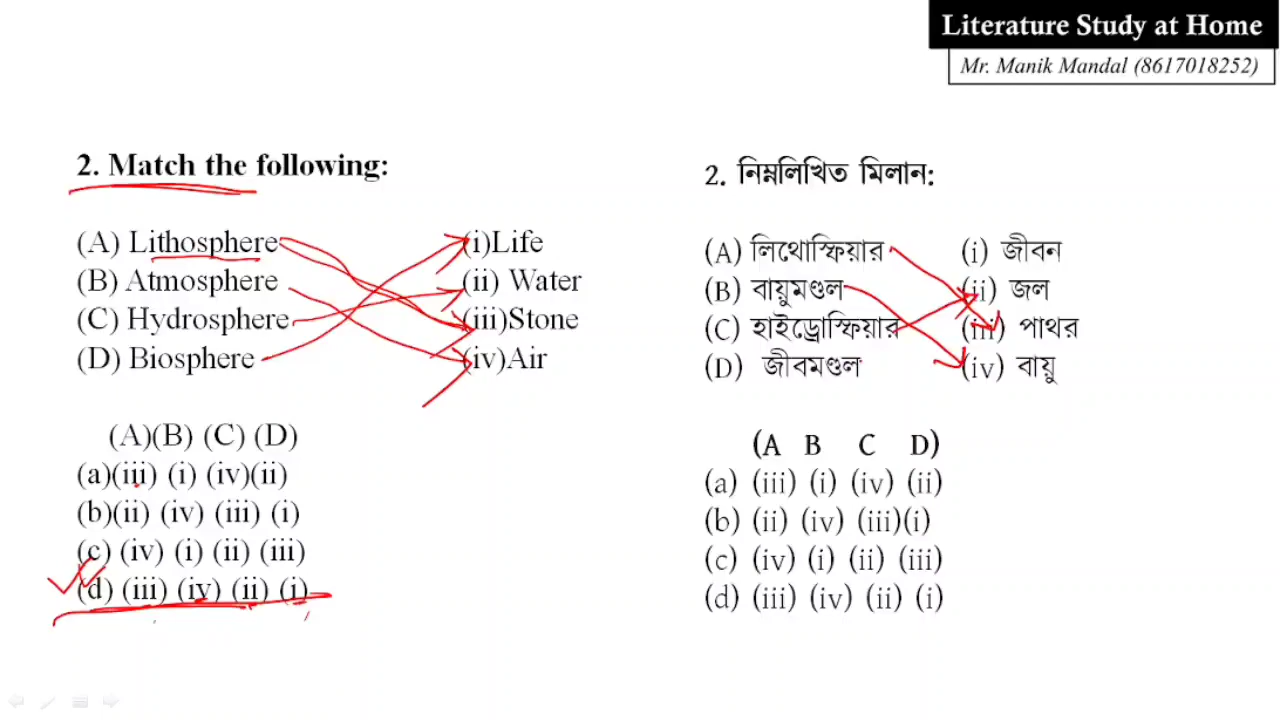 Literature Study at Home
Mr. Manik Mandal (8617018252)
2. Match the following:
(A) Lithosphere (i)Life
(B) Atmosphere (ii) Water
(C) Hydrosphere (iii)Stone
(D) Biosphere (iv)Air
(A)(B) (C) (D)
(a)(iii) (i) (iv)(ii)
(b)(ii) (iv) (iii) (i)
(c) (iv) (i) (ii) (iii)
(d) (iii) (iv) (ii) (i)
2. নিম্নলিখিত মিলান:
(A) লিথোস্ফিয়ার (i) জীবন
(B) বায়ুমণ্ডল (ii) জল
(C) হাইড্রোস্ফিয়ার (iii) পাথর
(D) জীবমণ্ডল (iv) বায়ু
(A B C D)
(a) (iii) (i) (iv) (ii)
(b) (ii) (iv) (iii)(i)
(c) (iv) (i) (ii) (iii)
(d) (iii) (iv) (ii) (i)